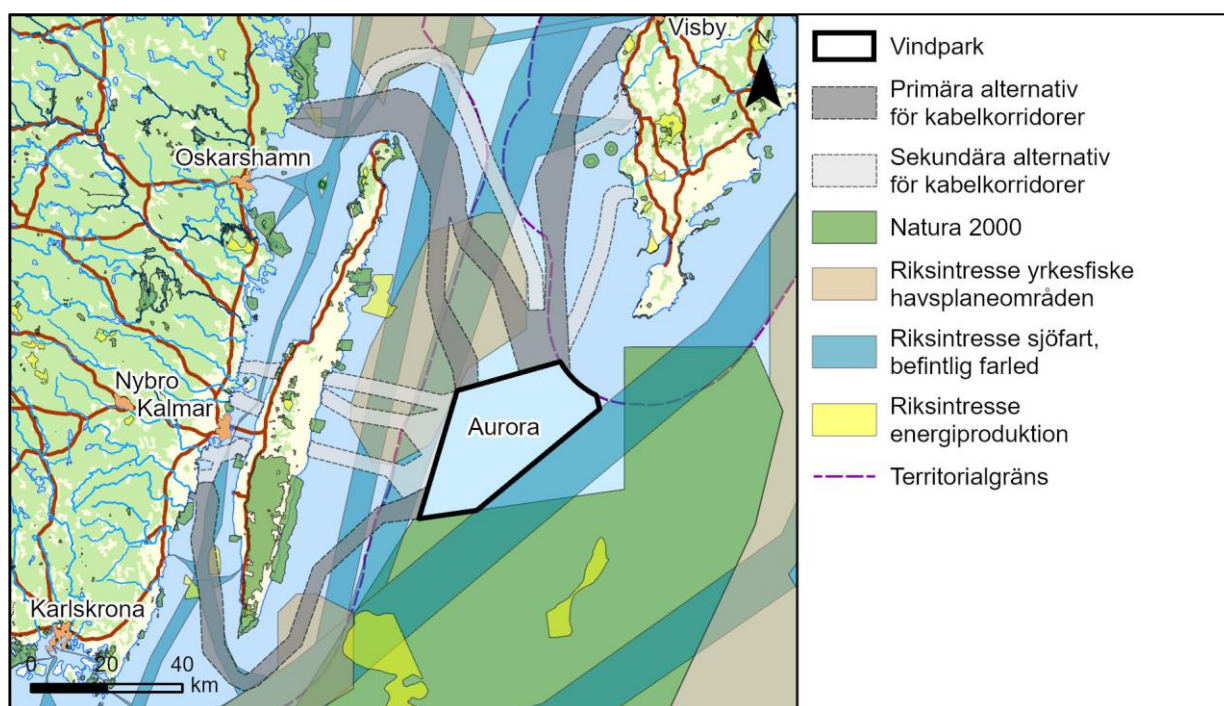 Visby
N
Oskarshamn
Nybro
Kalmar
Aurora
Karlskrona
0 20 40
km
Vindpark
Primära alternativ
för kabelkorridorer
Sekundära alternativ
för kabelkorridorer
Natura 2000
Riksintresse yrkesfiske
havsplaneområden
Riksintresse sjöfart,
befintlig farled
Riksintresse
energiproduktion
Territorialgräns